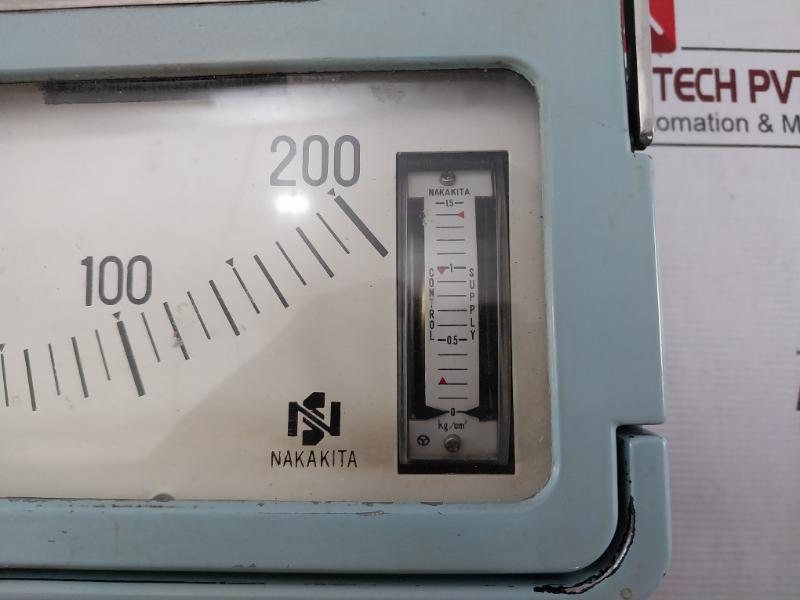 TECH PVT
omation & M
200
100
NAKAKITA
1.5
1
CONTROL
SUPPLY
0.5
0
kg/cm²
NAKAKITA